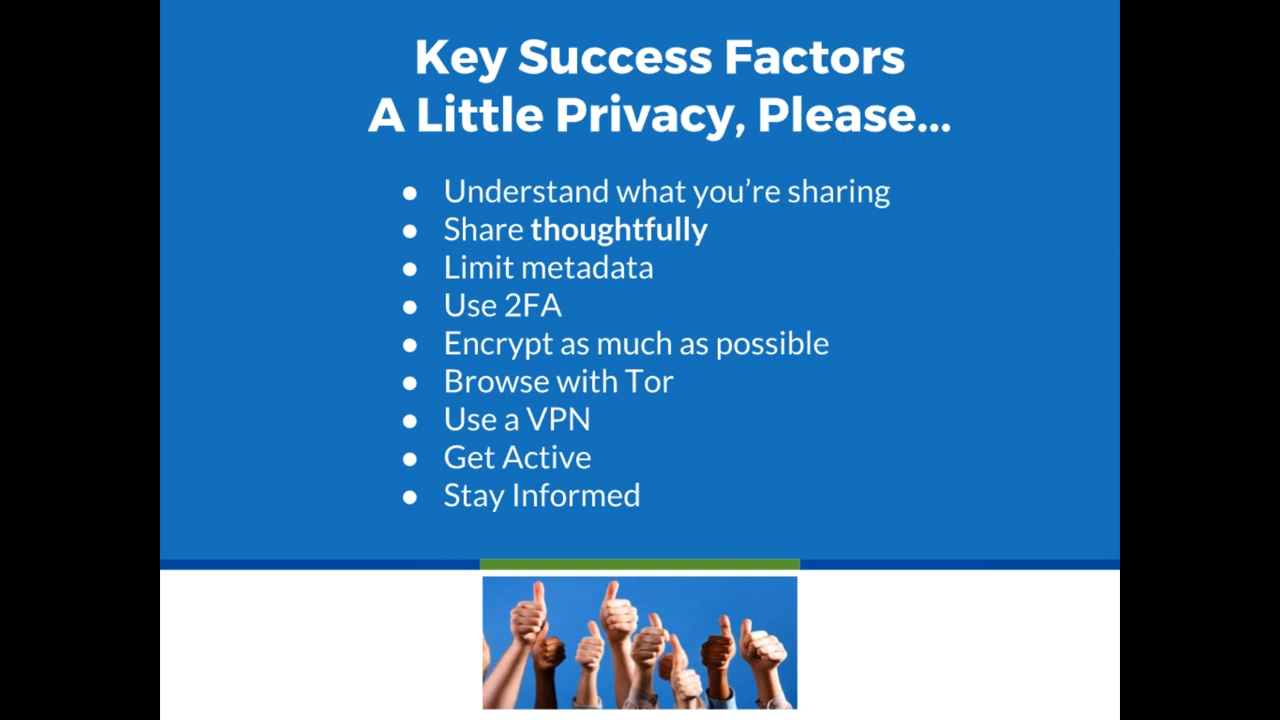 Key Success Factors
A Little Privacy, Please...
● Understand what you're sharing
● Share thoughtfully
● Limit metadata
● Use 2FA
● Encrypt as much as possible
● Browse with Tor
● Use a VPN
● Get Active
● Stay Informed